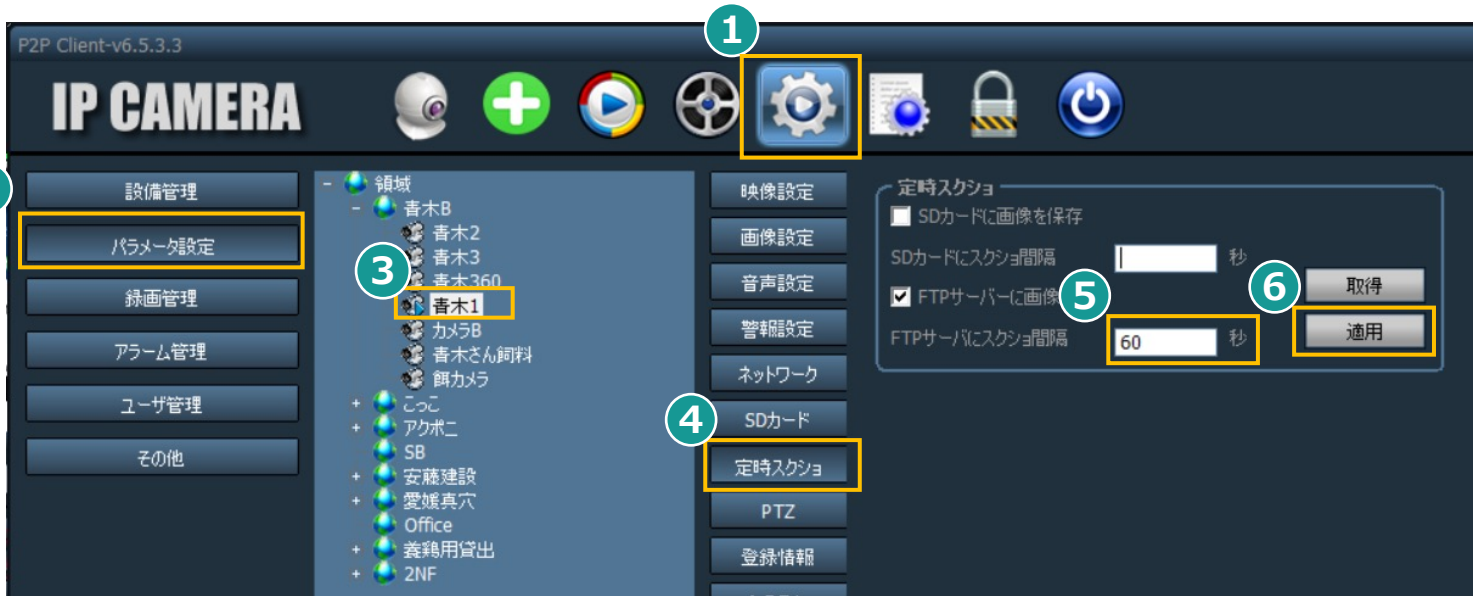 P2P Client-v6.5.3.3
1
IP CAMERA
設備管理
パラメータ設定
録画管理
アラーム管理
ユーザ管理
その他
領域
青木B
青木2
青木3
3
青木360
青木1
カメラB
青木さん飼料
餌カメラ
こっこ
アクポニ
SB
安藤建設
愛媛真穴
Office
養鶏用貸出
2NF
映像設定
画像設定
音声設定
警報設定
ネットワーク
4
SDカード
定時スクショ
PTZ
登録情報
定時スクショ
SDカードに画像を保存
SDカードにスクショ間隔 秒
FTPサーバーに画像
5
FTPサーバにスクショ間隔 60 秒
6
取得
適用